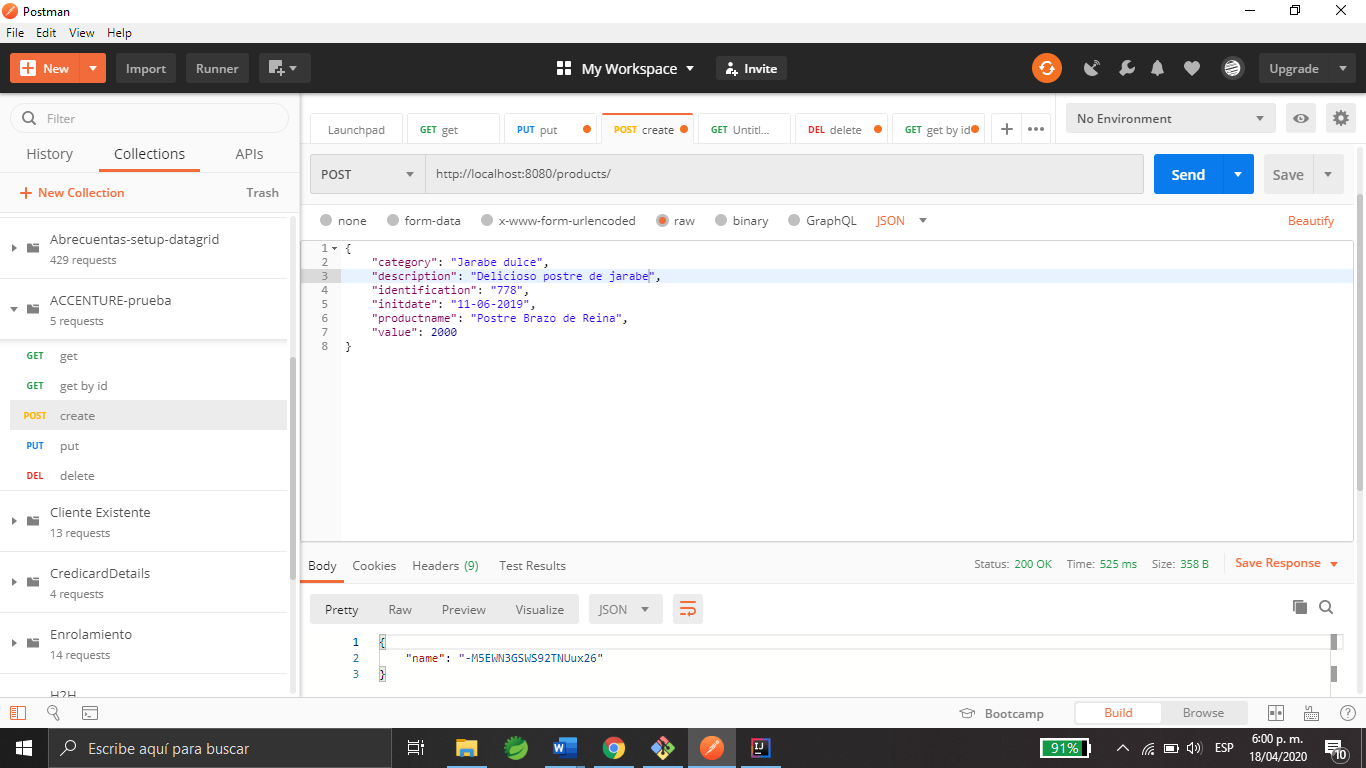 Postman
File Edit View Help
New Import Runner My Workspace Invite Upgrade
Filter
History Collections APIs
New Collection Trash
Abrecuentas-setup-datagrid
429 requests
ACCENTURE-prueba
5 requests
GET get
GET get by id
POST create
PUT put
DEL delete
Cliente Existente
13 requests
CredicardDetails
4 requests
Enrolamiento
14 requests
H2H
Launchpad GET get PUT put POST create GET Untitl... DEL delete GET get by id + ••• No Environment
POST http://localhost:8080/products/ Send Save
none form-data x-www-form-urlencoded raw binary GraphQL JSON Beautify
1 {
2 "category": "Jarabe dulce",
3 "description": "Delicioso postre de jarabe",
4 "identification": "778",
5 "initdate": "11-06-2019",
6 "productname": "Postre Brazo de Reina",
7 "value": 2000
8 }
Body Cookies Headers (9) Test Results Status: 200 OK Time: 525 ms Size: 358 B Save Response
Pretty Raw Preview Visualize JSON
1 {
2 "name": "-M5EWN3GSWS92TNUux26"
3 }
Bootcamp Build Browse ?
Escribe aquí para buscar 91% ESP 6:00 p. m.
18/04/2020 10